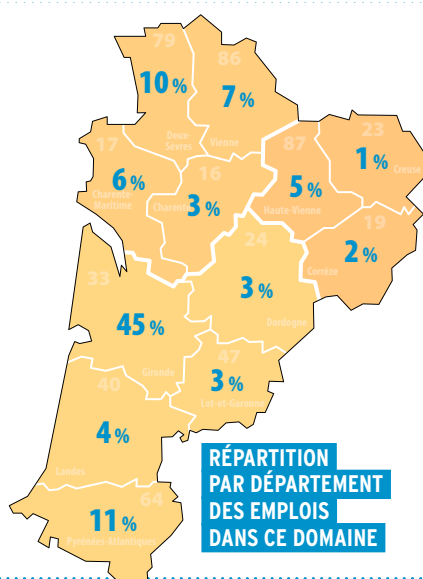 79
10 %
Deux-
Sèvres
86
7 %
Vienne
17
6 %
Charente-
Maritime
16
3 %
Charente
87
5 %
Haute-Vienne
23
1 %
Creuse
19
2 %
Corrèze
24
3 %
Dordogne
33
45 %
Gironde
47
3 %
Lot-et-Garonne
40
4 %
Landes
64
11 %
Pyrénées-Atlantiques
RÉPARTITION
PAR DÉPARTEMENT
DES EMPLOIS
DANS CE DOMAINE